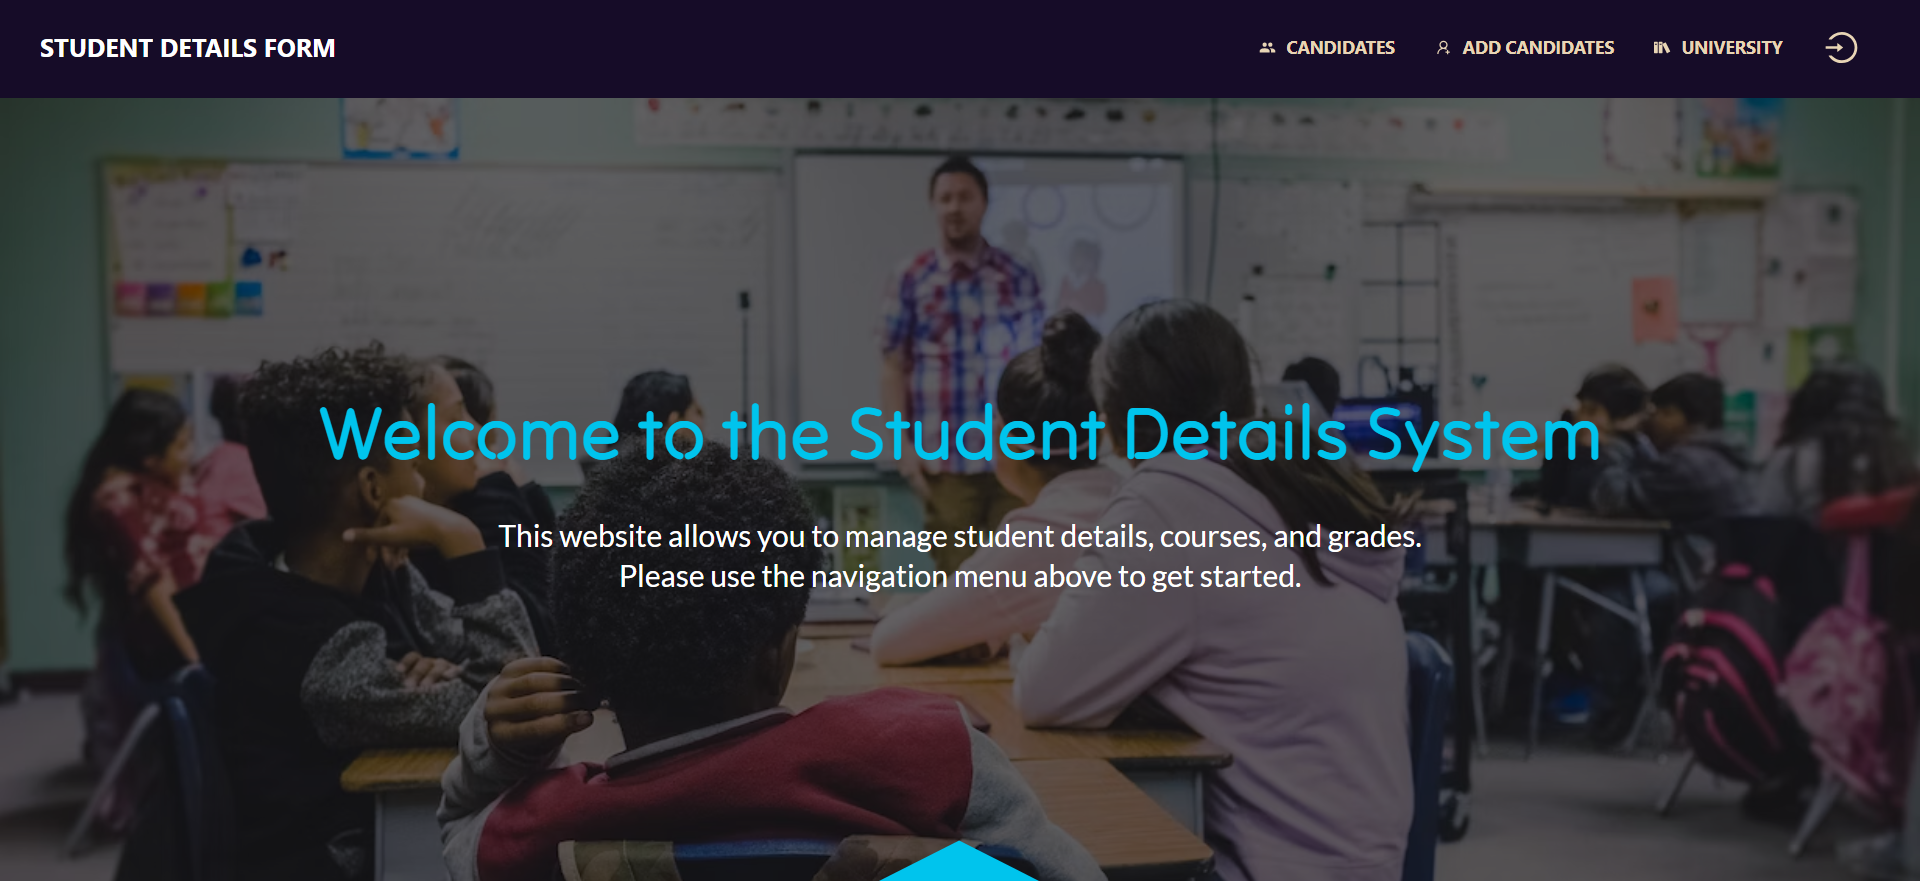 STUDENT DETAILS FORM
CANDIDATES
ADD CANDIDATES
UNIVERSITY
Welcome to the Student Details System
This website allows you to manage student details, courses, and grades.
Please use the navigation menu above to get started.